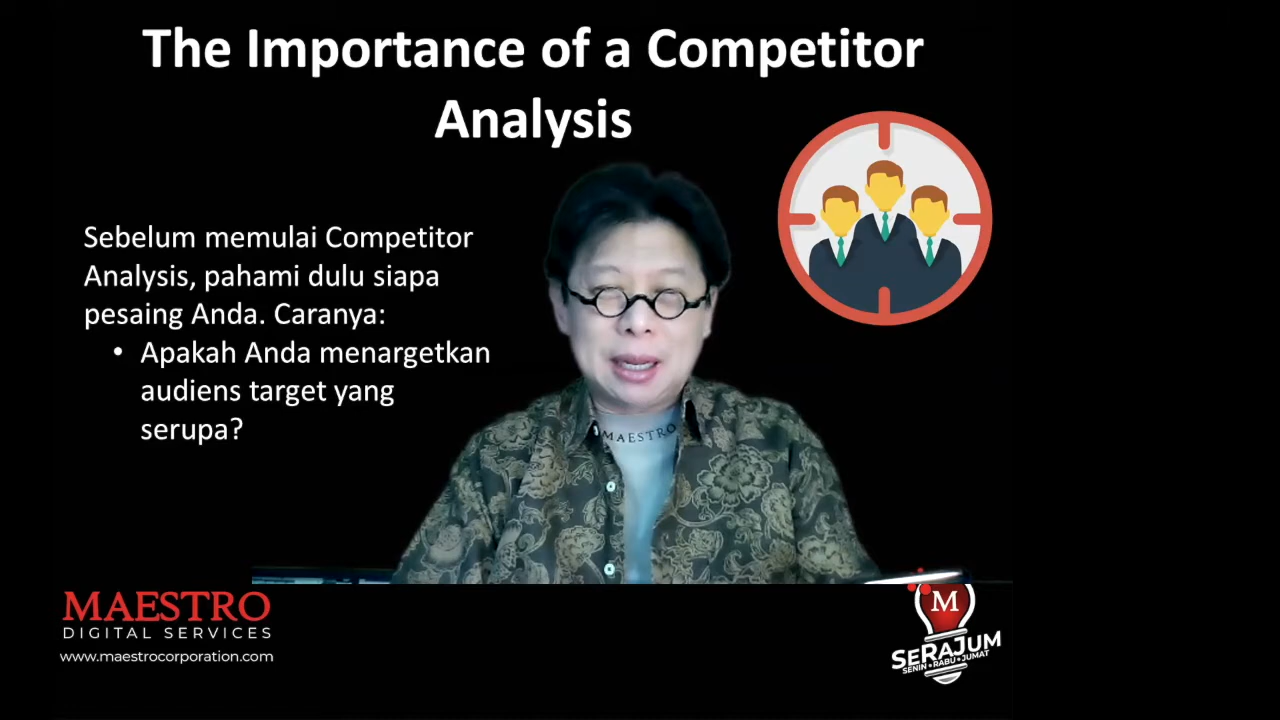 The Importance of a Competitor
Analysis
Sebelum memulai Competitor
Analysis, pahami dulu siapa
pesaing Anda. Caranya:
• Apakah Anda menargetkan
audiens target yang
serupa?
MAESTRO
MAESTRO
DIGITAL SERVICES
www.maestrocorporation.com
M
SERAJUM
SENIN • RABU • JUMAT